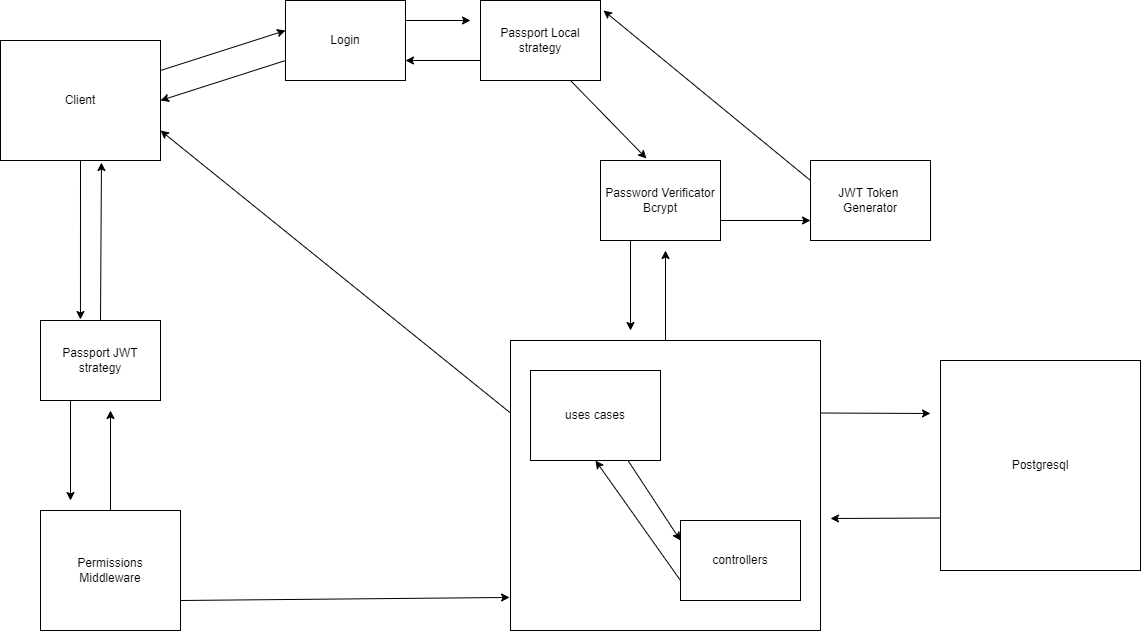 Login
Passport Local
strategy
Client
Password Verificator
Bcrypt
JWT Token
Generator
Passport JWT
strategy
uses cases
Postgresql
Permissions
Middleware
controllers